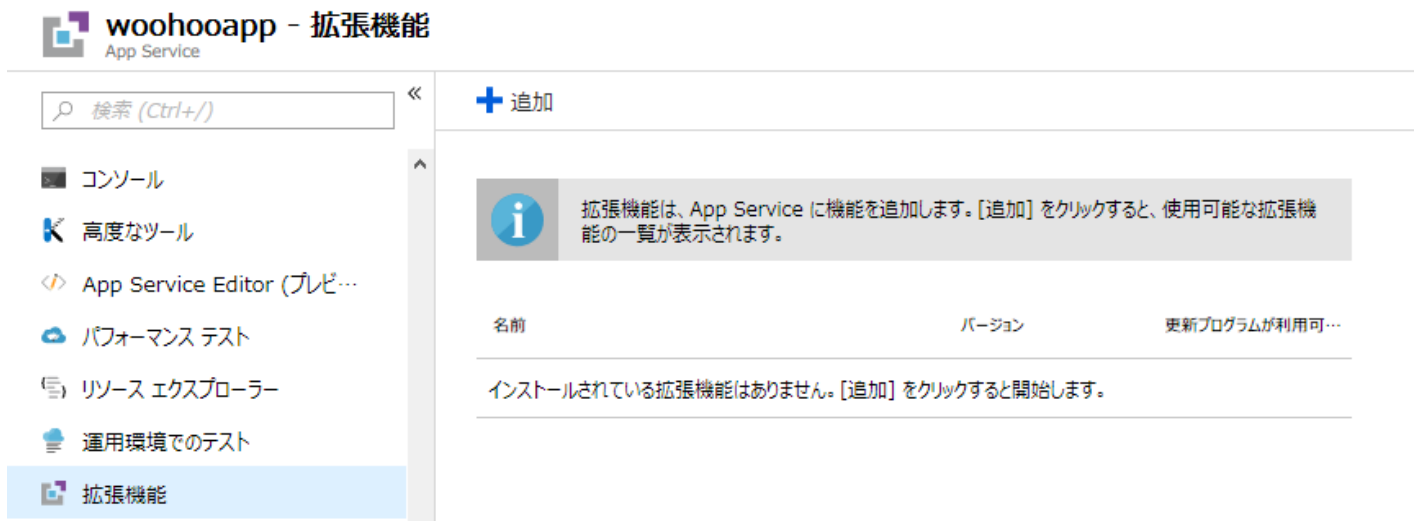 woohooapp - 拡張機能
App Service
検索 (Ctrl+/)
«
追加
コンソール
高度なツール
App Service Editor (プレビ…
パフォーマンス テスト
リソース エクスプローラー
運用環境でのテスト
拡張機能
拡張機能は、App Service に機能を追加します。[追加] をクリックすると、使用可能な拡張機
能の一覧が表示されます。
名前 バージョン 更新プログラムが利用可…
インストールされている拡張機能はありません。[追加] をクリックすると開始します。